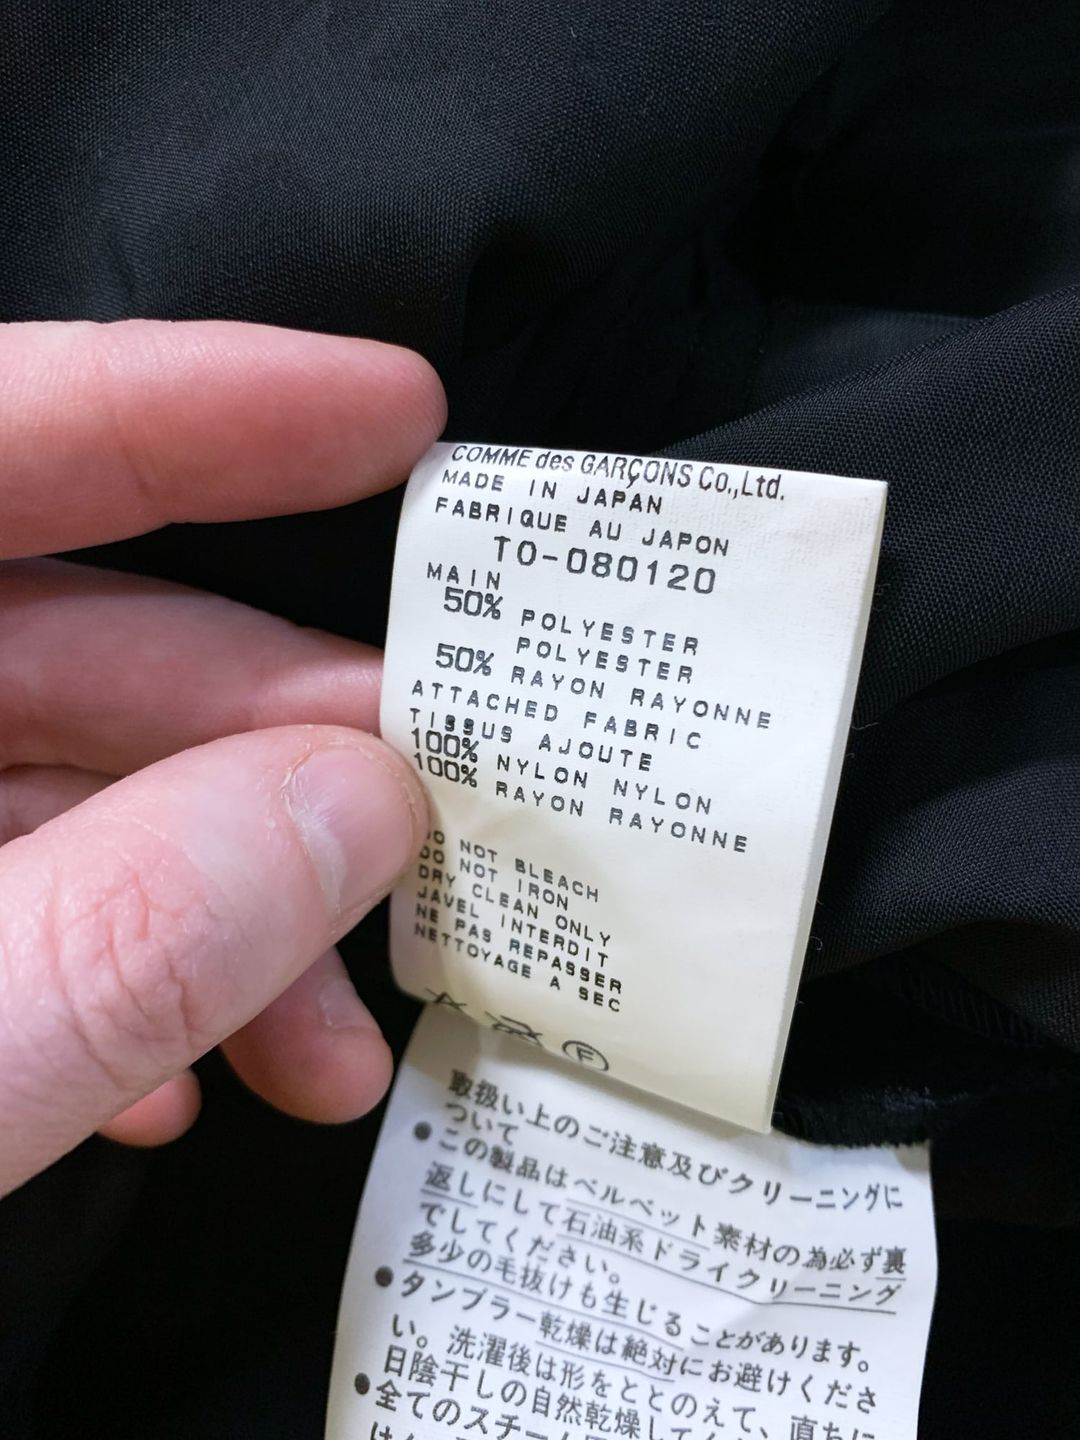 COMME des GARÇONS Co.,Ltd.
MADE IN JAPAN
FABRIQUE AU JAPON
TO-080120
MAIN
50% POLYESTER
POLYESTER
50% RAYON RAYONNE
ATTACHED FABRIC
TISSUS AJOUTE
100% NYLON NYLON
100% RAYON RAYONNE
DO NOT BLEACH
DO NOT IRON
DRY CLEAN ONLY
JAVEL INTERDIT
NE PAS REPASSER
NETTOYAGE A SEC
F
取扱い上のご注意及びクリーニングに
ついて
●この製品はベルベット素材の為必ず裏
返しにして石油系ドライクリーニング
でしてください。
多少の毛抜けも生じることがあります。
●タンブラー乾燥は絶対にお避けくださ
い。洗濯後は形をととのえて、直ちに
日陰干しの自然乾燥して
●全てのスチーム